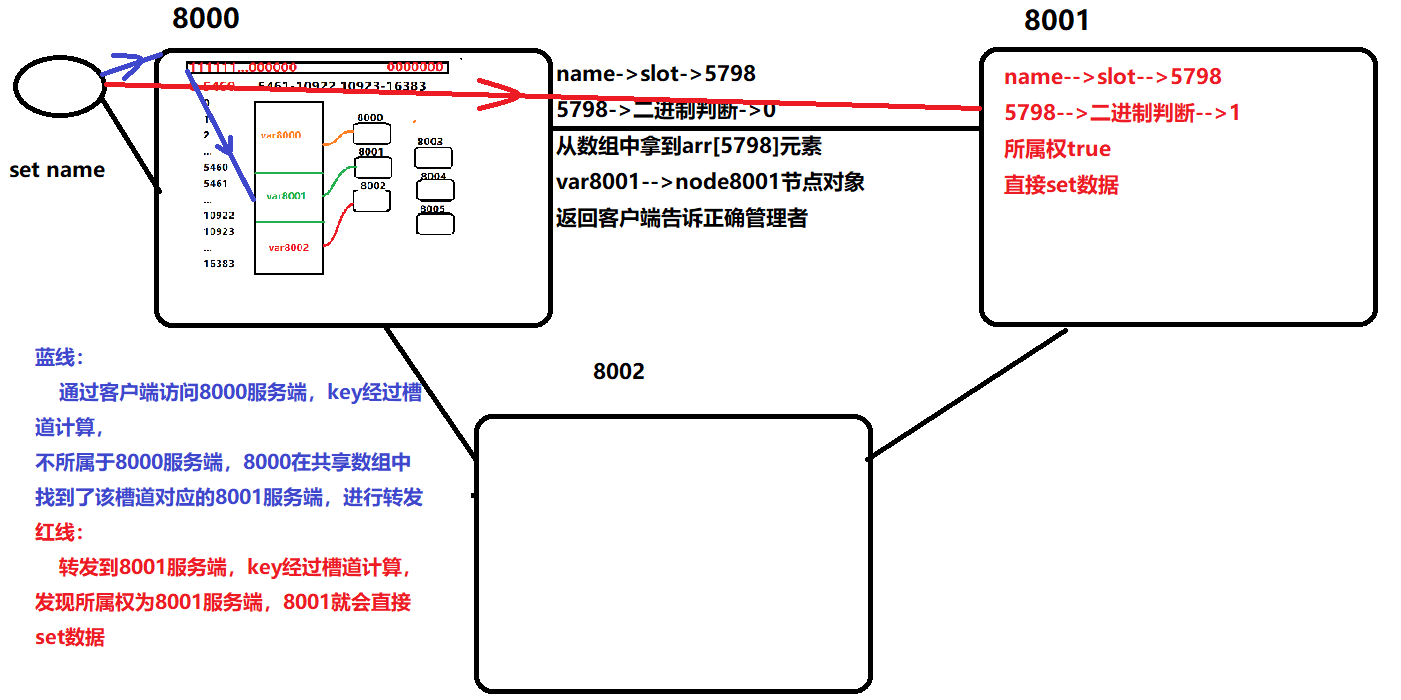 8000
8001
111111...000000 0000000
5460 5461-10922 10923-16383
1
2
...
5460
5461
...
10922
10923
...
16383
var8000
var8001
var8002
8000
8001
8002
8003
8004
8005
set name
name->slot->5798
5798->二进制判断->0
从数组中拿到arr[5798]元素
var8001-->node8001节点对象
返回客户端告诉正确管理者
name-->slot-->5798
5798-->二进制判断-->1
所属权true
直接set数据
8002
蓝线：
通过客户端访问8000服务端，key经过槽
道计算，
不所属于8000服务端，8000在共享数组中
找到了该槽道对应的8001服务端，进行转发
红线：
转发到8001服务端，key经过槽道计算，
发现所属权为8001服务端，8001就会直接
set数据